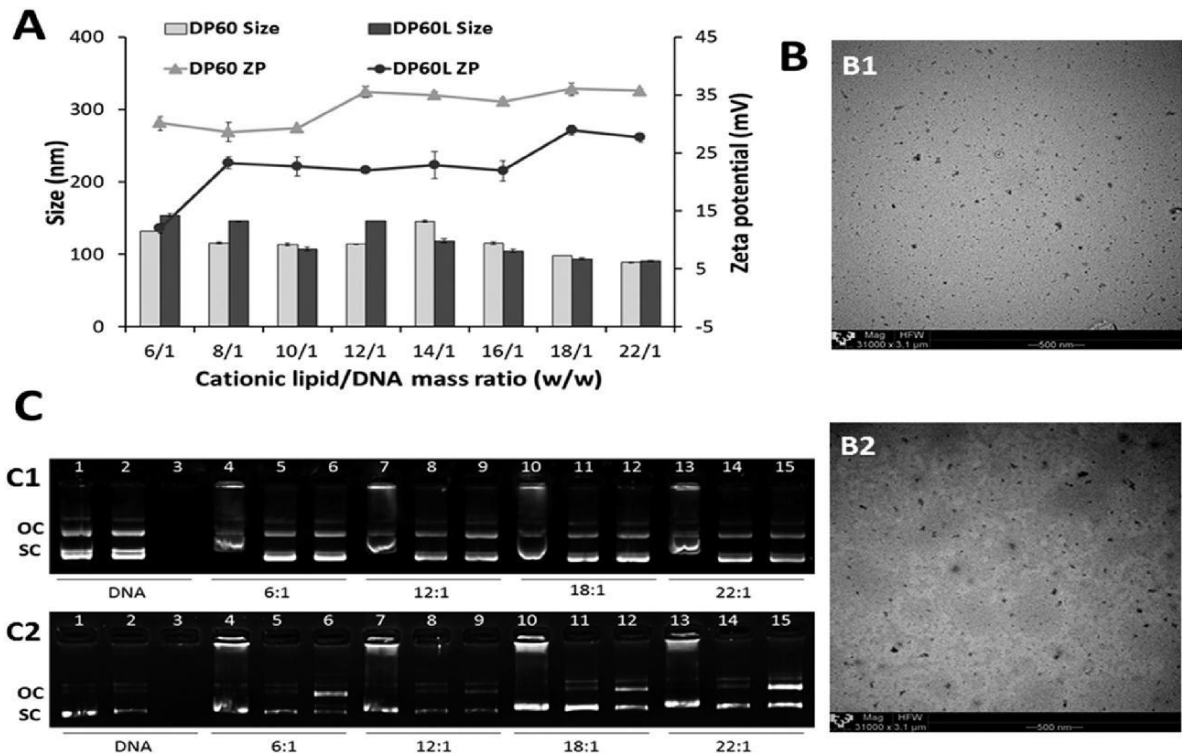 A
DP60 Size
DP60L Size
DP60 ZP
DP60L ZP
Size (nm)
400
300
200
100
0
Zeta potential (mV)
45
35
25
15
5
-5
6/1 8/1 10/1 12/1 14/1 16/1 18/1 22/1
Cationic lipid/DNA mass ratio (w/w)
B
B1
Mag HFW
31000 x 3.1 µm
500 nm
C
C1
1 2 3 4 5 6 7 8 9 10 11 12 13 14 15
OC
SC
DNA 6:1 12:1 18:1 22:1
C2
1 2 3 4 5 6 7 8 9 10 11 12 13 14 15
OC
SC
DNA 6:1 12:1 18:1 22:1
B2
Mag HFW
31000 x 3.1 µm
500 nm